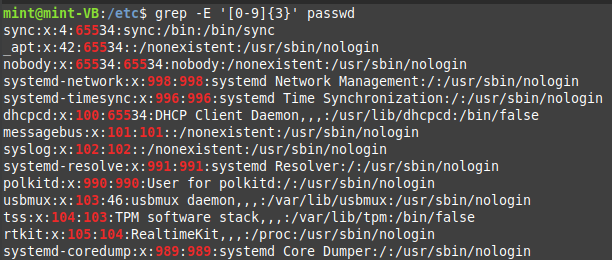 mint@mint-VB:/etc$ grep -E '[0-9]{3}' passwd
sync:x:4:65534:sync:/bin:/bin/sync
_apt:x:42:65534::/nonexistent:/usr/sbin/nologin
nobody:x:65534:65534:nobody:/nonexistent:/usr/sbin/nologin
systemd-network:x:998:998:systemd Network Management:/:/usr/sbin/nologin
systemd-timesync:x:996:996:systemd Time Synchronization:/:/usr/sbin/nologin
dhcpcd:x:100:65534:DHCP Client Daemon,,,:/usr/lib/dhcpcd:/bin/false
messagebus:x:101:101::/nonexistent:/usr/sbin/nologin
syslog:x:102:102::/nonexistent:/usr/sbin/nologin
systemd-resolve:x:991:991:systemd Resolver:/:/usr/sbin/nologin
polkitd:x:990:990:User for polkitd:/:/usr/sbin/nologin
usbmux:x:103:46:usbmux daemon,,,:/var/lib/usbmux:/usr/sbin/nologin
tss:x:104:103:TPM software stack,,,:/var/lib/tpm:/bin/false
rtkit:x:105:104:RealtimeKit,,,:/proc:/usr/sbin/nologin
systemd-coredump:x:989:989:systemd Core Dumper:/:/usr/sbin/nologin